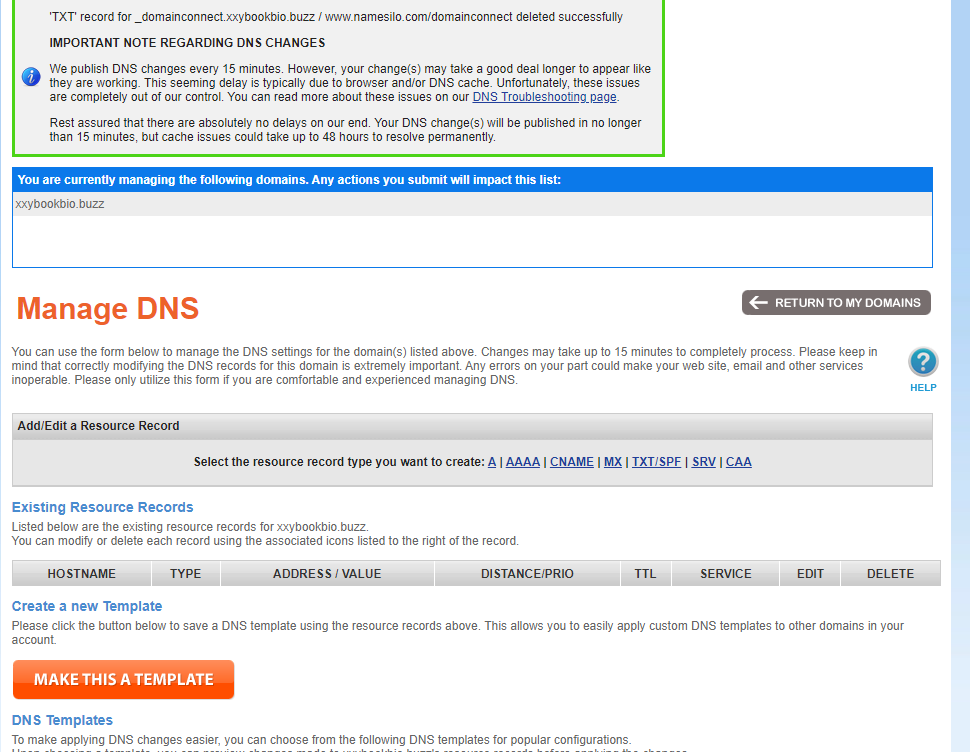 'TXT' record for _domainconnect.xxybookbio.buzz / www.namesilo.com/domainconnect deleted successfully
IMPORTANT NOTE REGARDING DNS CHANGES
We publish DNS changes every 15 minutes. However, your change(s) may take a good deal longer to appear like
they are working. This seeming delay is typically due to browser and/or DNS cache. Unfortunately, these issues
are completely out of our control. You can read more about these issues on our DNS Troubleshooting page.
Rest assured that there are absolutely no delays on our end. Your DNS change(s) will be published in no longer
than 15 minutes, but cache issues could take up to 48 hours to resolve permanently.
You are currently managing the following domains. Any actions you submit will impact this list:
xxybookbio.buzz
Manage DNS
RETURN TO MY DOMAINS
You can use the form below to manage the DNS settings for the domain(s) listed above. Changes may take up to 15 minutes to completely process. Please keep in
mind that correctly modifying the DNS records for this domain is extremely important. Any errors on your part could make your web site, email and other services
inoperable. Please only utilize this form if you are comfortable and experienced managing DNS.
?
HELP
Add/Edit a Resource Record
Select the resource record type you want to create: A | AAAA | CNAME | MX | TXT/SPF | SRV | CAA
Existing Resource Records
Listed below are the existing resource records for xxybookbio.buzz.
You can modify or delete each record using the associated icons listed to the right of the record.
HOSTNAME TYPE ADDRESS / VALUE DISTANCE/PRIO TTL SERVICE EDIT DELETE
Create a new Template
Please click the button below to save a DNS template using the resource records above. This allows you to easily apply custom DNS templates to other domains in your
account.
MAKE THIS A TEMPLATE
DNS Templates
To make applying DNS changes easier, you can choose from the following DNS templates for popular configurations.